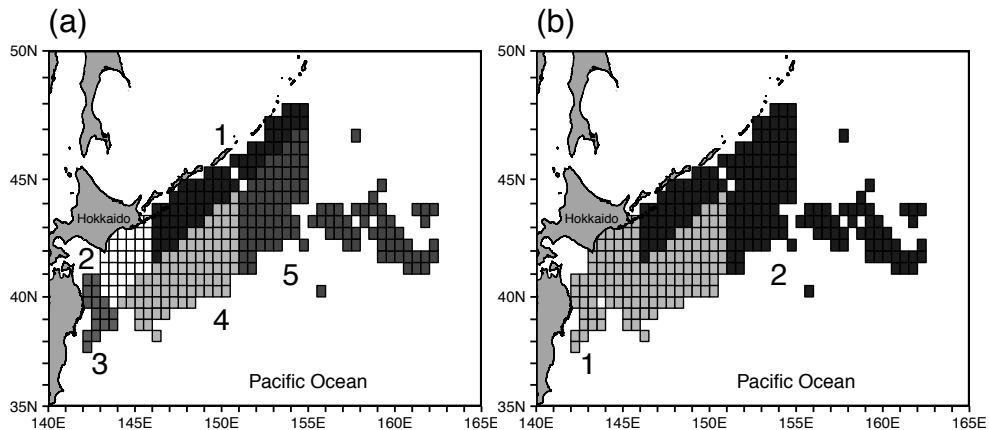 (a)
50N
45N
40N
35N
140E
145E
150E
155E
160E
165E
Hokkaido
1
2
3
4
5
Pacific Ocean
(b)
50N
45N
40N
35N
140E
145E
150E
155E
160E
165E
Hokkaido
1
2
Pacific Ocean